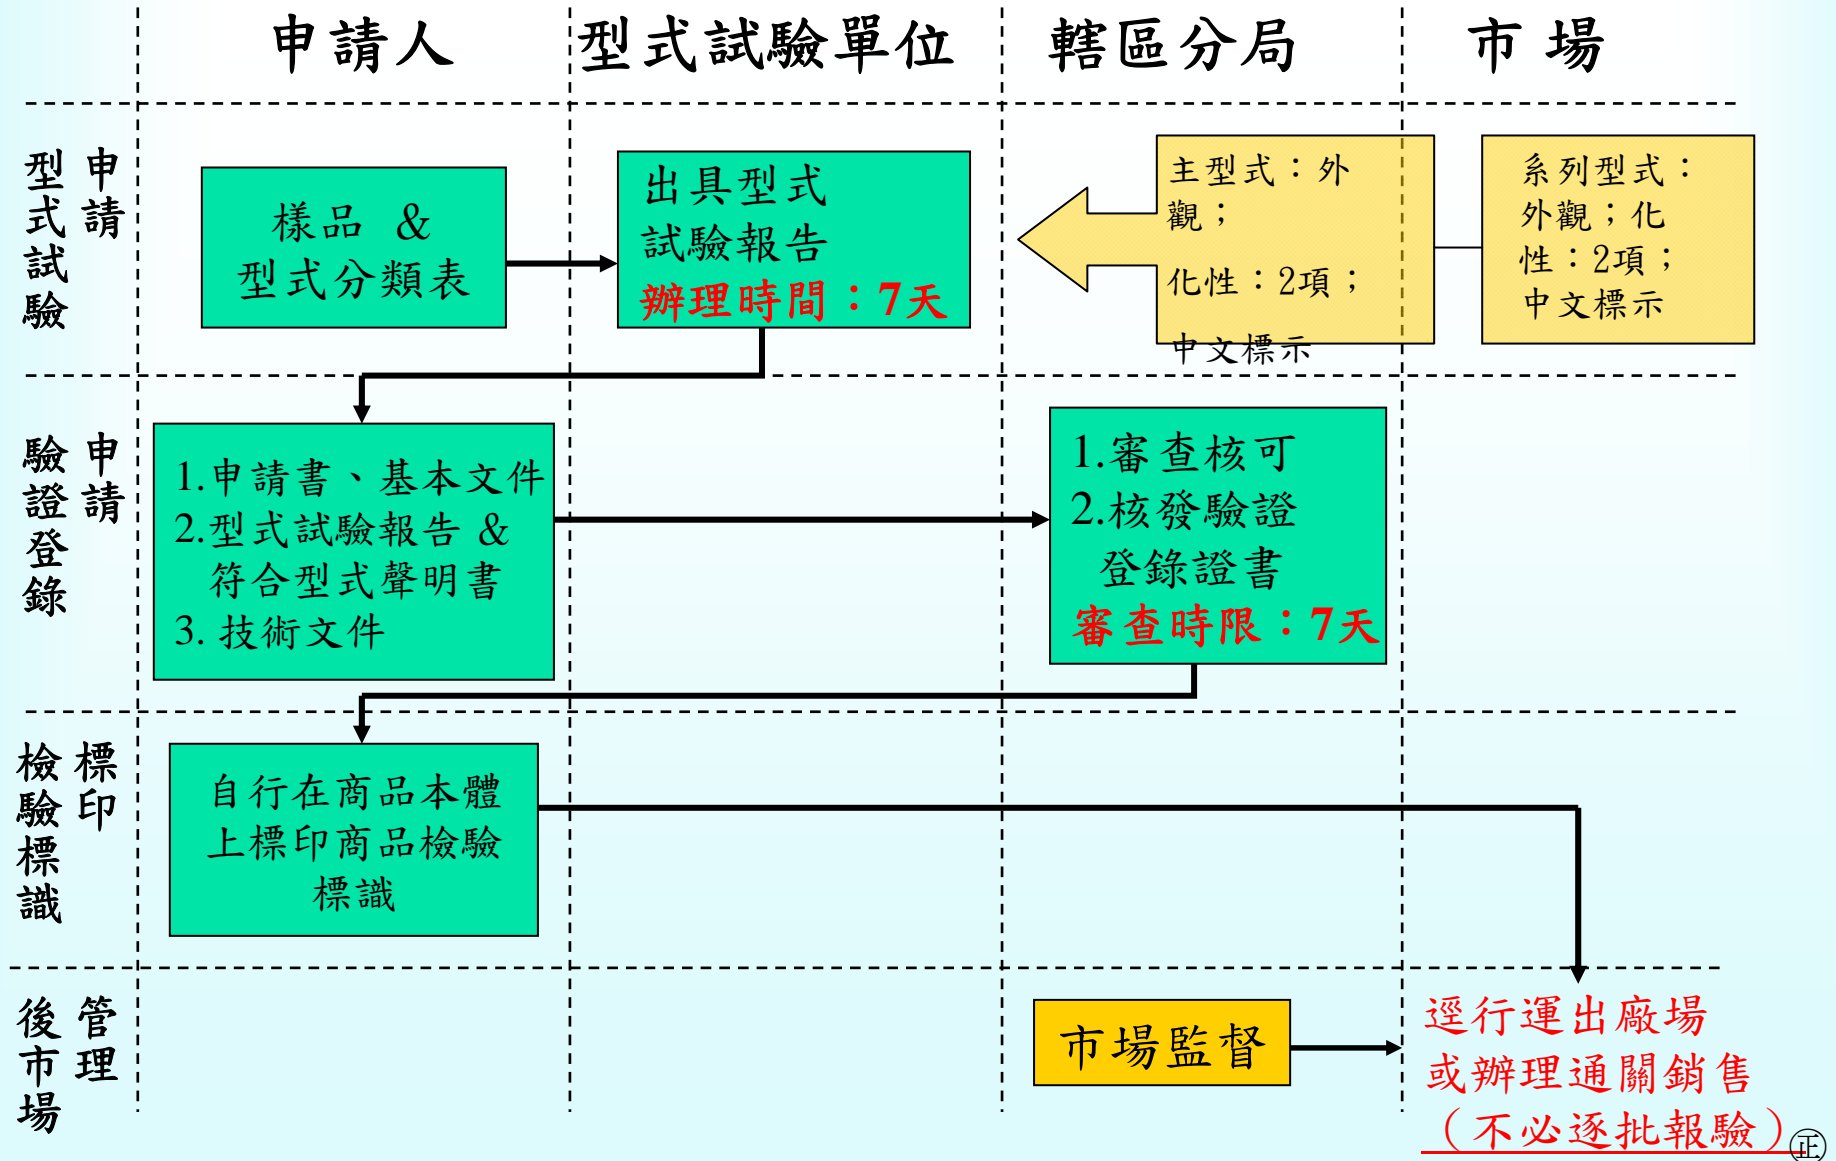 申請人
型式試驗單位
轄區分局
市 場
申請
型式試驗
樣品 &
型式分類表
出具型式
試驗報告
辦理時間：7天
主型式：外
觀；
化性：2項；
中文標示
系列型式：
外觀；化
性：2項；
中文標示
申請
驗證登錄
1.申請書、基本文件
2.型式試驗報告 &
符合型式聲明書
3. 技術文件
1.審查核可
2.核發驗證
登錄證書
審查時限：7天
標印
檢驗標識
自行在商品本體
上標印商品檢驗
標識
管理
後市場
市場監督
逕行運出廠場
或辦理通關銷售
（不必逐批報驗）
正